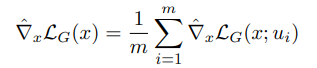 \hat{\nabla}_x \mathcal{L}_G(x) = \frac{1}{m} \sum_{i=1}^{m} \hat{\nabla}_x \mathcal{L}_G(x; u_i)